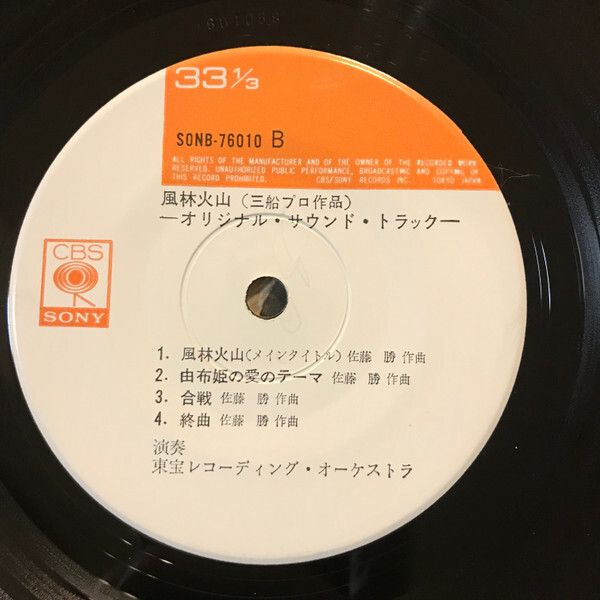 33 1/3
SONB-76010 B
ALL RIGHTS OF THE MANUFACTURER AND OF THE OWNER OF THE RECORDED WORK
RESERVED. UNAUTHORIZED PUBLIC PERFORMANCE, BROADCASTING AND COPYING OF
THIS RECORD PROHIBITED. CBS/SONY RECORDS INC. TOKYO JAPAN.
風林火山(三船プロ作品)
―オリジナル・サウンド・トラック―
CBS
SONY
1. 風林火山(メインタイトル) 佐藤 勝 作曲
2. 由布姫の愛のテーマ 佐藤 勝 作曲
3. 合戦 佐藤 勝 作曲
4. 終曲 佐藤 勝 作曲
演奏
東宝レコーディング・オーケストラ